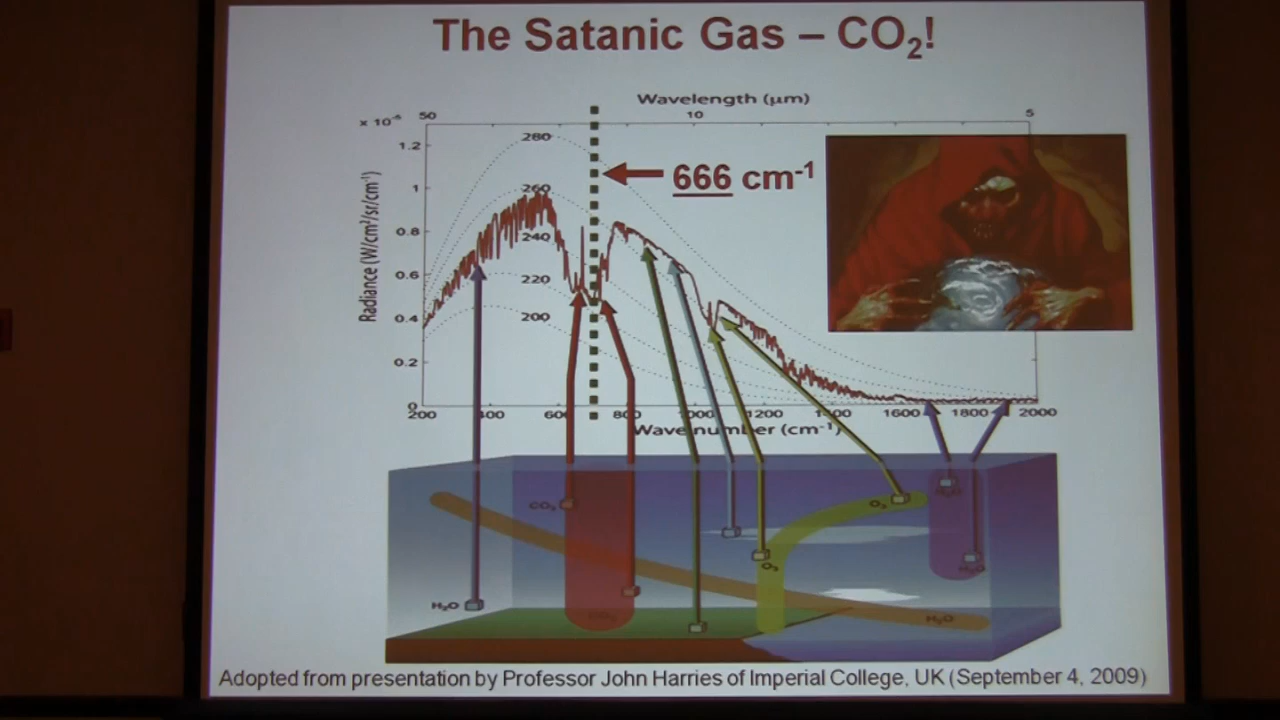 The Satanic Gas – CO₂!
Wavelength (μm)
50 10 5
x 10⁻⁵
1.2
1
0.8
0.6
0.4
0.2
0
Radiance (W/cm²/sr/cm⁻¹)
280
260
240
220
200
666 cm⁻¹
200 400 600 800 1000 1200 1400 1600 1800 2000
Wavenumber (cm⁻¹)
CO₂
H₂O
O₃
O₃
H₂O
H₂O
H₂O
Adopted from presentation by Professor John Harries of Imperial College, UK (September 4, 2009)